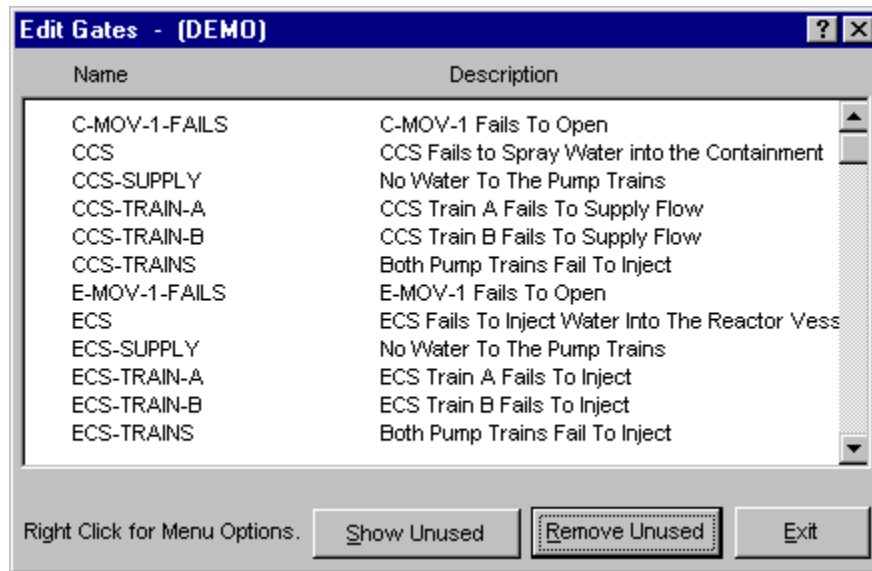 Edit Gates - (DEMO)
Name Description
C-MOV-1-FAILS C-MOV-1 Fails To Open
CCS CCS Fails to Spray Water into the Containment
CCS-SUPPLY No Water To The Pump Trains
CCS-TRAIN-A CCS Train A Fails To Supply Flow
CCS-TRAIN-B CCS Train B Fails To Supply Flow
CCS-TRAINS Both Pump Trains Fail To Inject
E-MOV-1-FAILS E-MOV-1 Fails To Open
ECS ECS Fails To Inject Water Into The Reactor Vess
ECS-SUPPLY No Water To The Pump Trains
ECS-TRAIN-A ECS Train A Fails To Inject
ECS-TRAIN-B ECS Train B Fails To Inject
ECS-TRAINS Both Pump Trains Fail To Inject
Right Click for Menu Options. Show Unused Remove Unused Exit